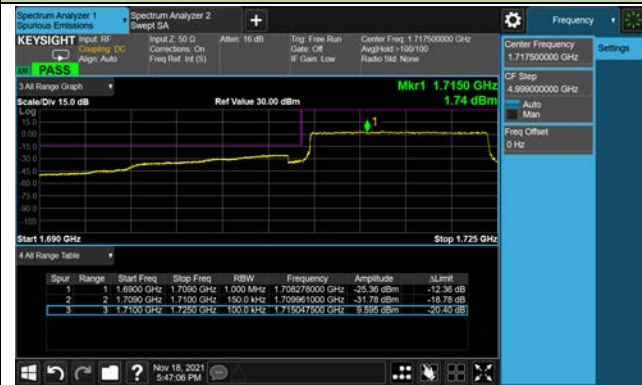 Spectrum Analyzer 1
Spurious Emissions
Spectrum Analyzer 2
Swept SA
Frequency
KEYSIGHT
Input: RF
Coupling: DC
Align: Auto
Input Z: 50 Ω
Corrections: On
Freq Ref: Int (S)
Atten: 16 dB
Trig: Free Run
Gate: Off
IF Gain: Low
Center Freq: 1.717500000 GHz
Avg|Hold:>100/100
Radio Std: None
PASS
Center Frequency
1.717500000 GHz
Settings
CF Step
4.999000000 GHz
Auto
Man
Freq Offset
0 Hz
3 All Range Graph
Mkr1 1.7150 GHz
Scale/Div 15.0 dB
Ref Value 30.00 dBm
1.74 dBm
Log
15.0
0.00
-15.0
-30.0
-45.0
-60.0
-75.0
-90.0
-105
1
Start 1.690 GHz
Stop 1.725 GHz
4 All Range Table
Spur Range Start Freq Stop Freq RBW Frequency Amplitude ΔLimit
1 1 1.6900 GHz 1.7090 GHz 1.000 MHz 1.708278000 GHz -25.36 dBm -12.36 dB
2 2 1.7090 GHz 1.7100 GHz 150.0 kHz 1.709961000 GHz -31.78 dBm -18.78 dB
3 3 1.7100 GHz 1.7250 GHz 100.0 kHz 1.715047500 GHz 9.595 dBm -20.40 dB
Nov 18, 2021
5:47:06 PM